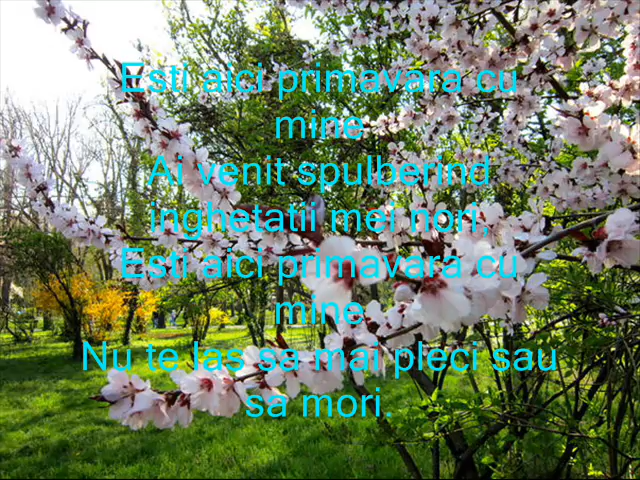 Esti aici primavara cu
mine
Ai venit spulberind
inghetatii mei nori,
Esti aici primavara cu
mine
Nu te las sa mai pleci sau
sa mori.